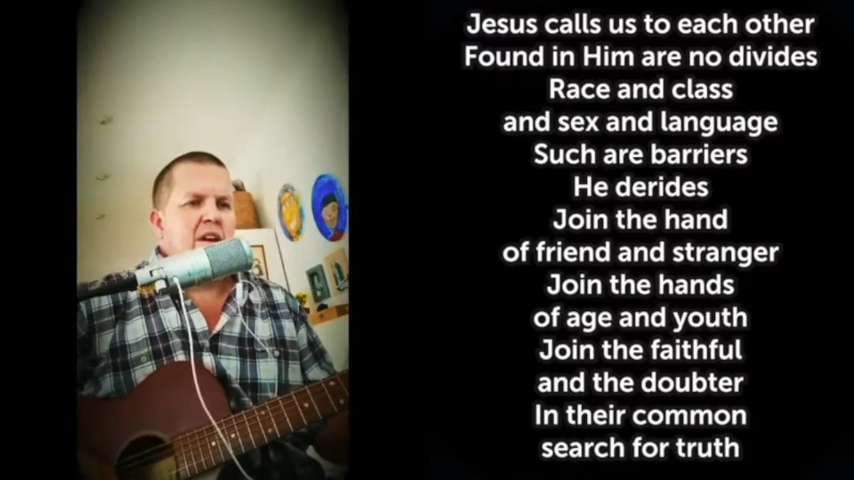 Jesus calls us to each other
Found in Him are no divides
Race and class
and sex and language
Such are barriers
He derides
Join the hand
of friend and stranger
Join the hands
of age and youth
Join the faithful
and the doubter
In their common
search for truth